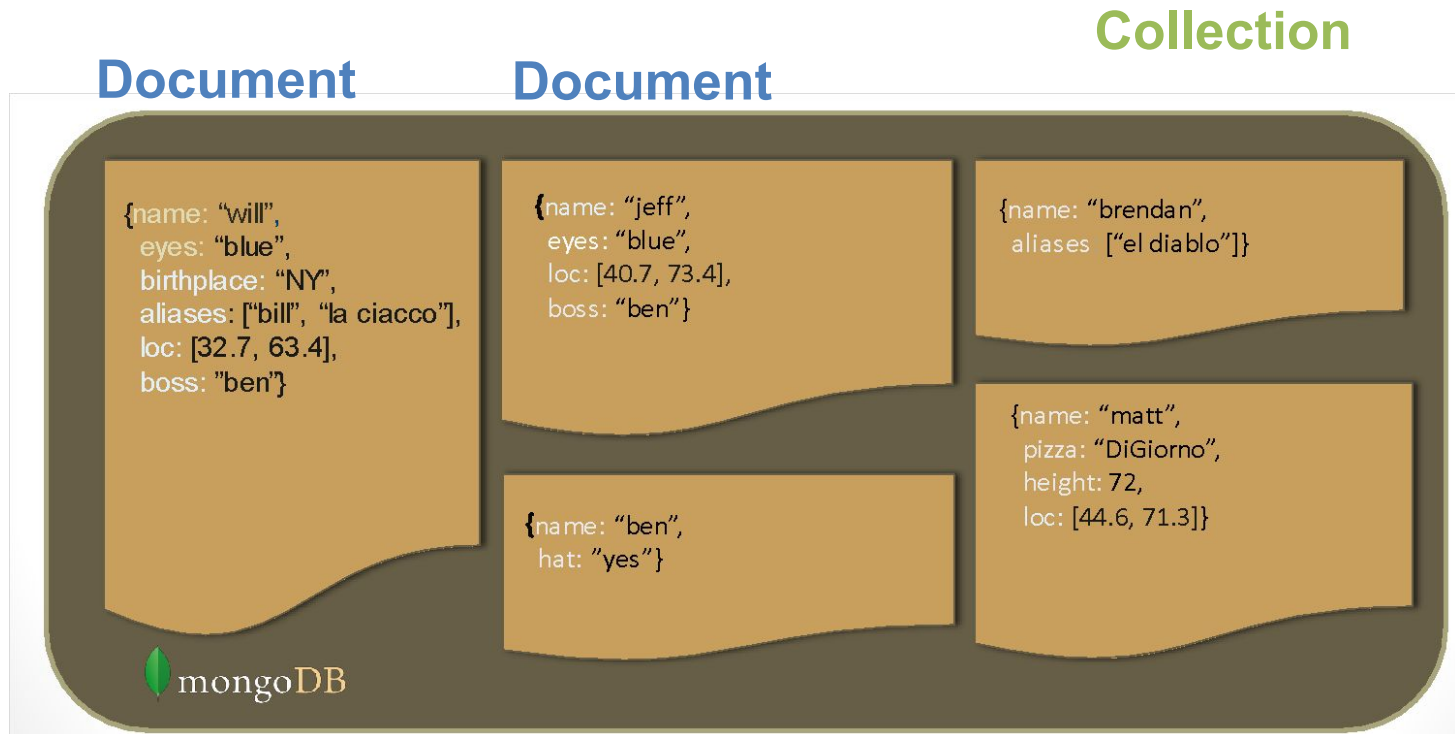 Collection
Document
Document
{name: “will”,
eyes: “blue”,
birthplace: “NY”,
aliases: [“bill”, “la ciacco”],
loc: [32.7, 63.4],
boss: ”ben”}
{name: “jeff”,
eyes: “blue”,
loc: [40.7, 73.4],
boss: “ben”}
{name: “brendan”,
aliases [“el diablo”]}
{name: “ben”,
hat: ”yes”}
{name: “matt”,
pizza: “DiGiorno”,
height: 72,
loc: [44.6, 71.3]}
mongoDB